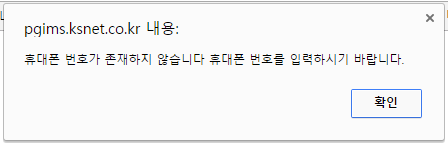 pgims.ksnet.co.kr 내용:
휴대폰 번호가 존재하지 않습니다 휴대폰 번호를 입력하시기 바랍니다.
확인